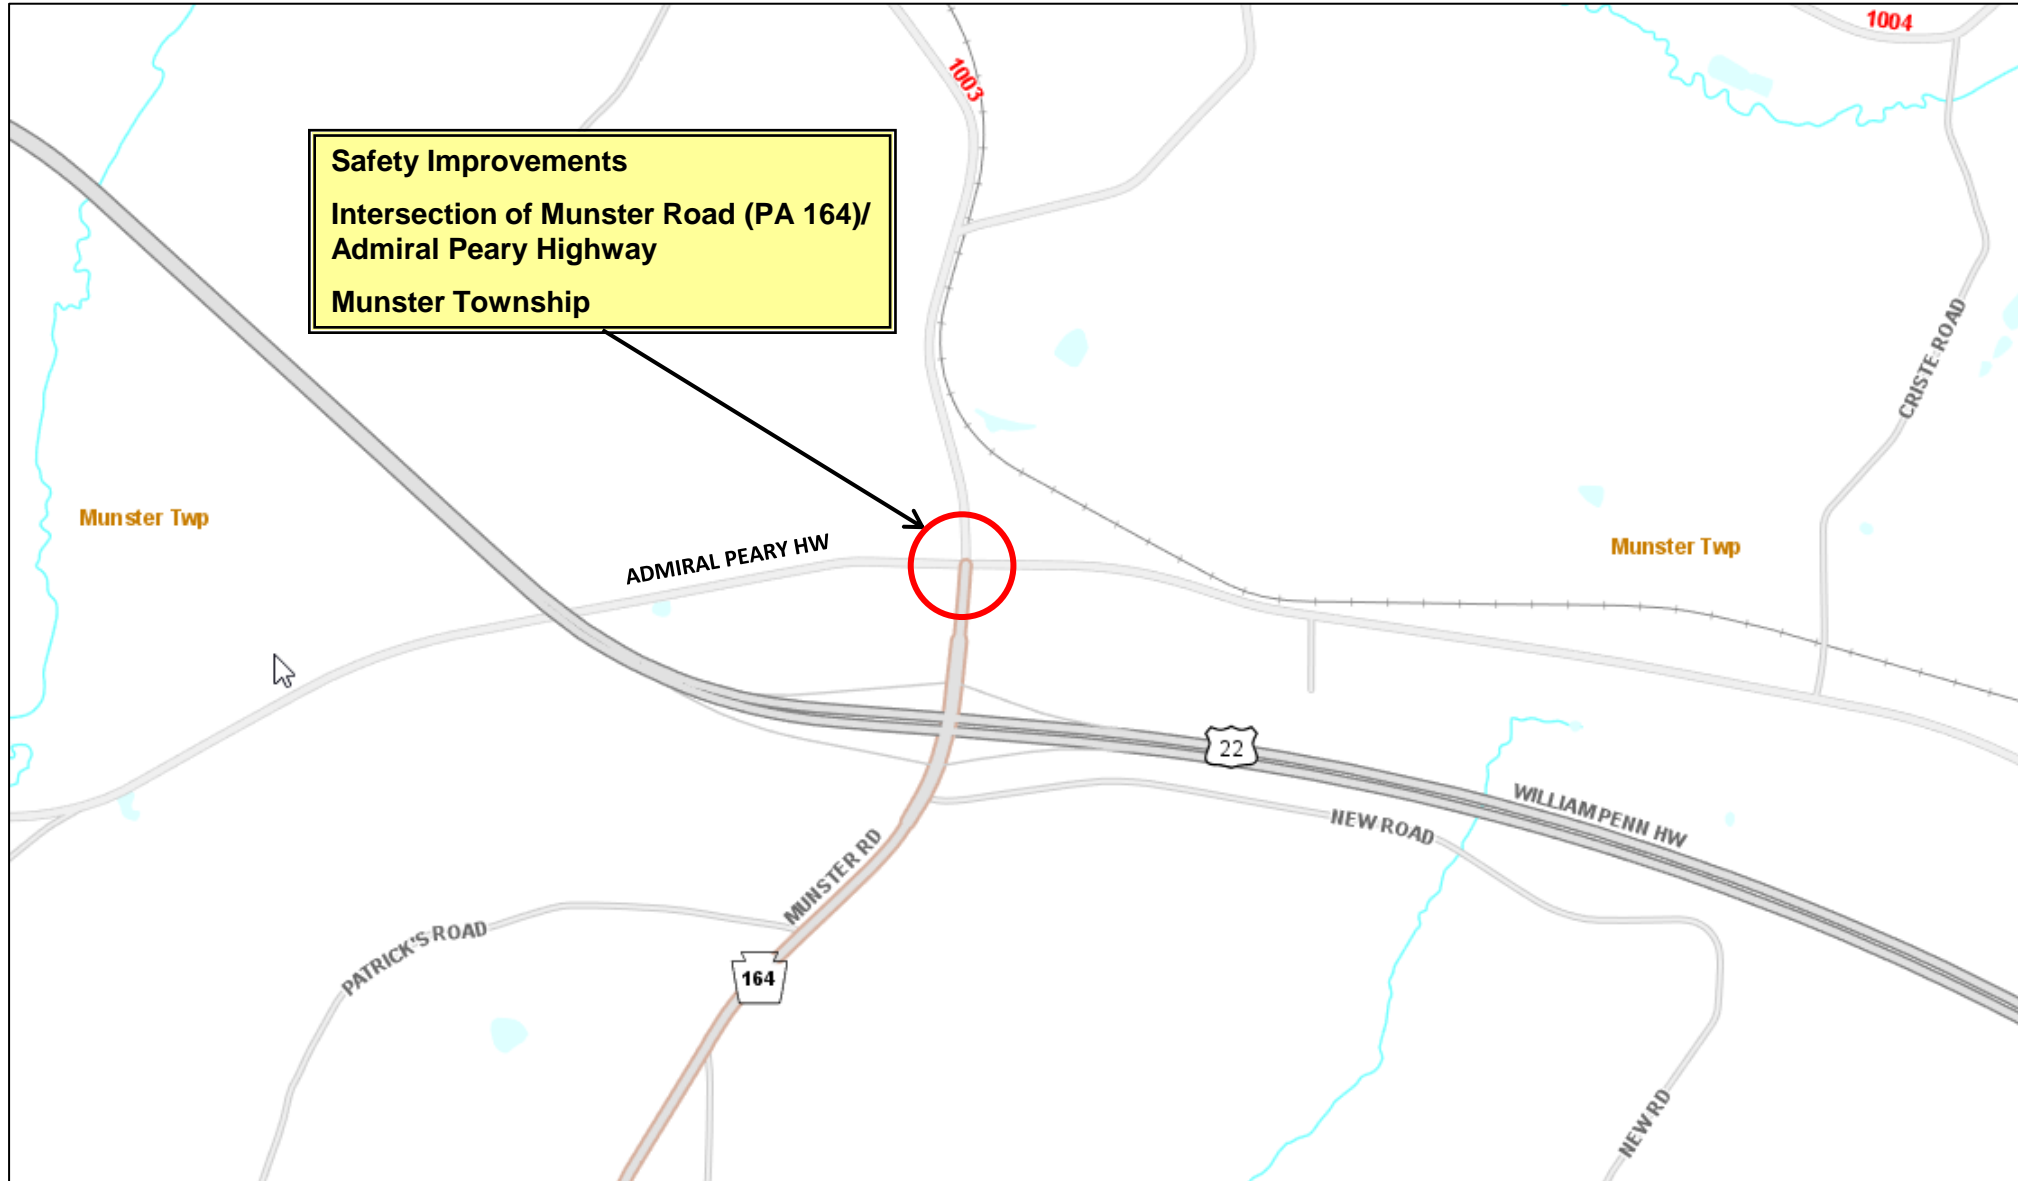 1004
1003
Safety Improvements
Intersection of Munster Road (PA 164)/
Admiral Peary Highway
Munster Township
CRISTE ROAD
Munster Twp
ADMIRAL PEARY HW
Munster Twp
22
WILLIAM PENN HW
NEW ROAD
MUNSTER RD
PATRICK'S ROAD
164
NEW RD